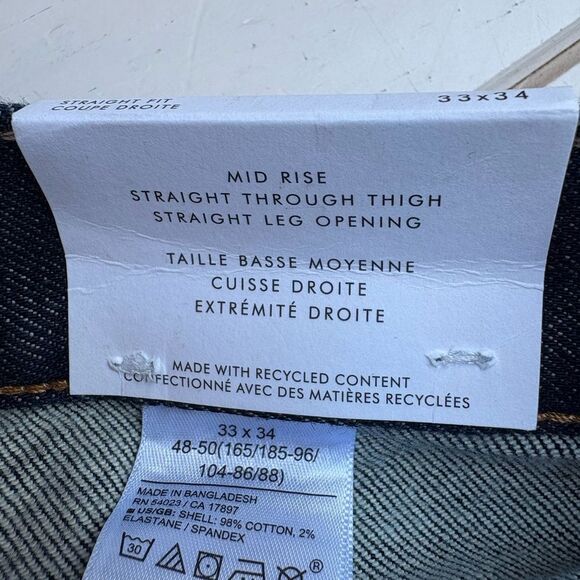 STRAIGHT FIT
COUPE DROITE
33x34
MID RISE
STRAIGHT THROUGH THIGH
STRAIGHT LEG OPENING
TAILLE BASSE MOYENNE
CUISSE DROITE
EXTRÉMITÉ DROITE
MADE WITH RECYCLED CONTENT
CONFECTIONNÉ AVEC DES MATIÈRES RECYCLÉES
33 x 34
48-50(165/185-96/
104-86/88)
MADE IN BANGLADESH
RN 54023 / CA 17897
US/GB: SHELL: 98% COTTON, 2%
ELASTANE / SPANDEX
30